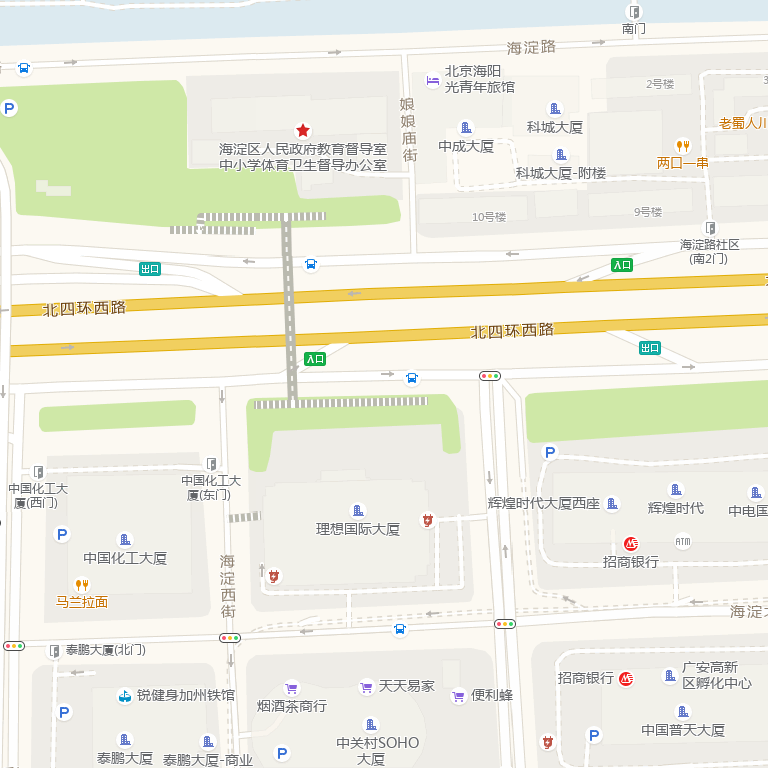 南门
海淀路
北京海阳
光青年旅馆
2号楼
P
娘娘庙街
科城大厦
老蜀人川
海淀区人民政府教育督导室
中小学体育卫生督导办公室
中成大厦
两口一串
科城大厦-附楼
10号楼
9号楼
海淀路社区
(南2门)
出口
入口
北四环西路
北四环西路
入口
出口
P
中国化工大
厦(西门)
中国化工大
厦(东门)
辉煌时代大厦西座
辉煌时代
中电国
理想国际大厦
P
中国化工大厦
招商银行
ATM
海淀西街
马兰拉面
海淀大
泰鹏大厦(北门)
广安高新
区孵化中心
招商银行
锐健身加州铁馆
天天易家
便利蜂
烟酒茶商行
P
中国普天大厦
P
中关村SOHO
大厦
P
泰鹏大厦
泰鹏大厦-商业